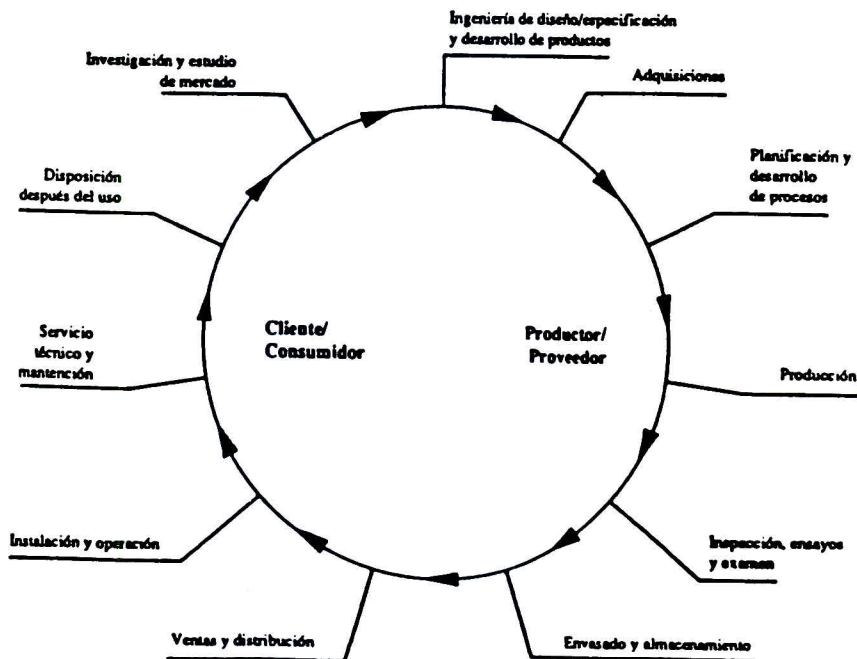 Ingeniería de diseño/especificación
y desarrollo de productos
Adquisiciones
Planificación y
desarrollo
de procesos
Producción
Inspección, ensayos
y examen
Envasado y almacenamiento
Ventas y distribución
Instalación y operación
Servicio
técnico y
mantención
Disposición
después del uso
Investigación y estudio
de mercado
Cliente/
Consumidor
Productor/
Proveedor